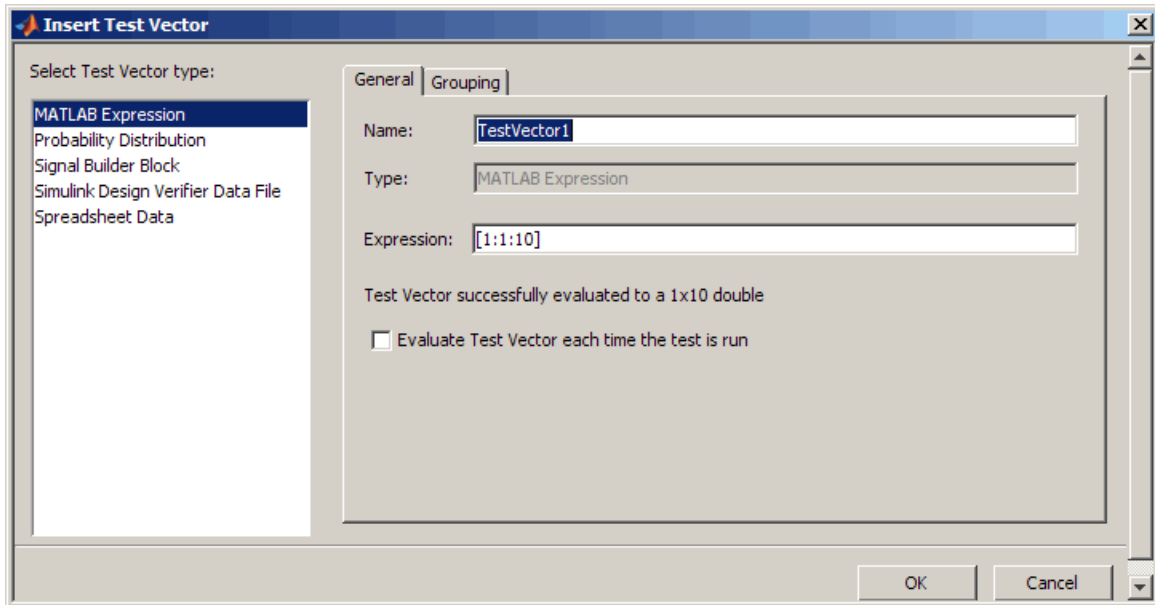 Insert Test Vector
Select Test Vector type:
MATLAB Expression
Probability Distribution
Signal Builder Block
Simulink Design Verifier Data File
Spreadsheet Data
General Grouping
Name: TestVector1
Type: MATLAB Expression
Expression: [1:1:10]
Test Vector successfully evaluated to a 1x10 double
Evaluate Test Vector each time the test is run
OK Cancel